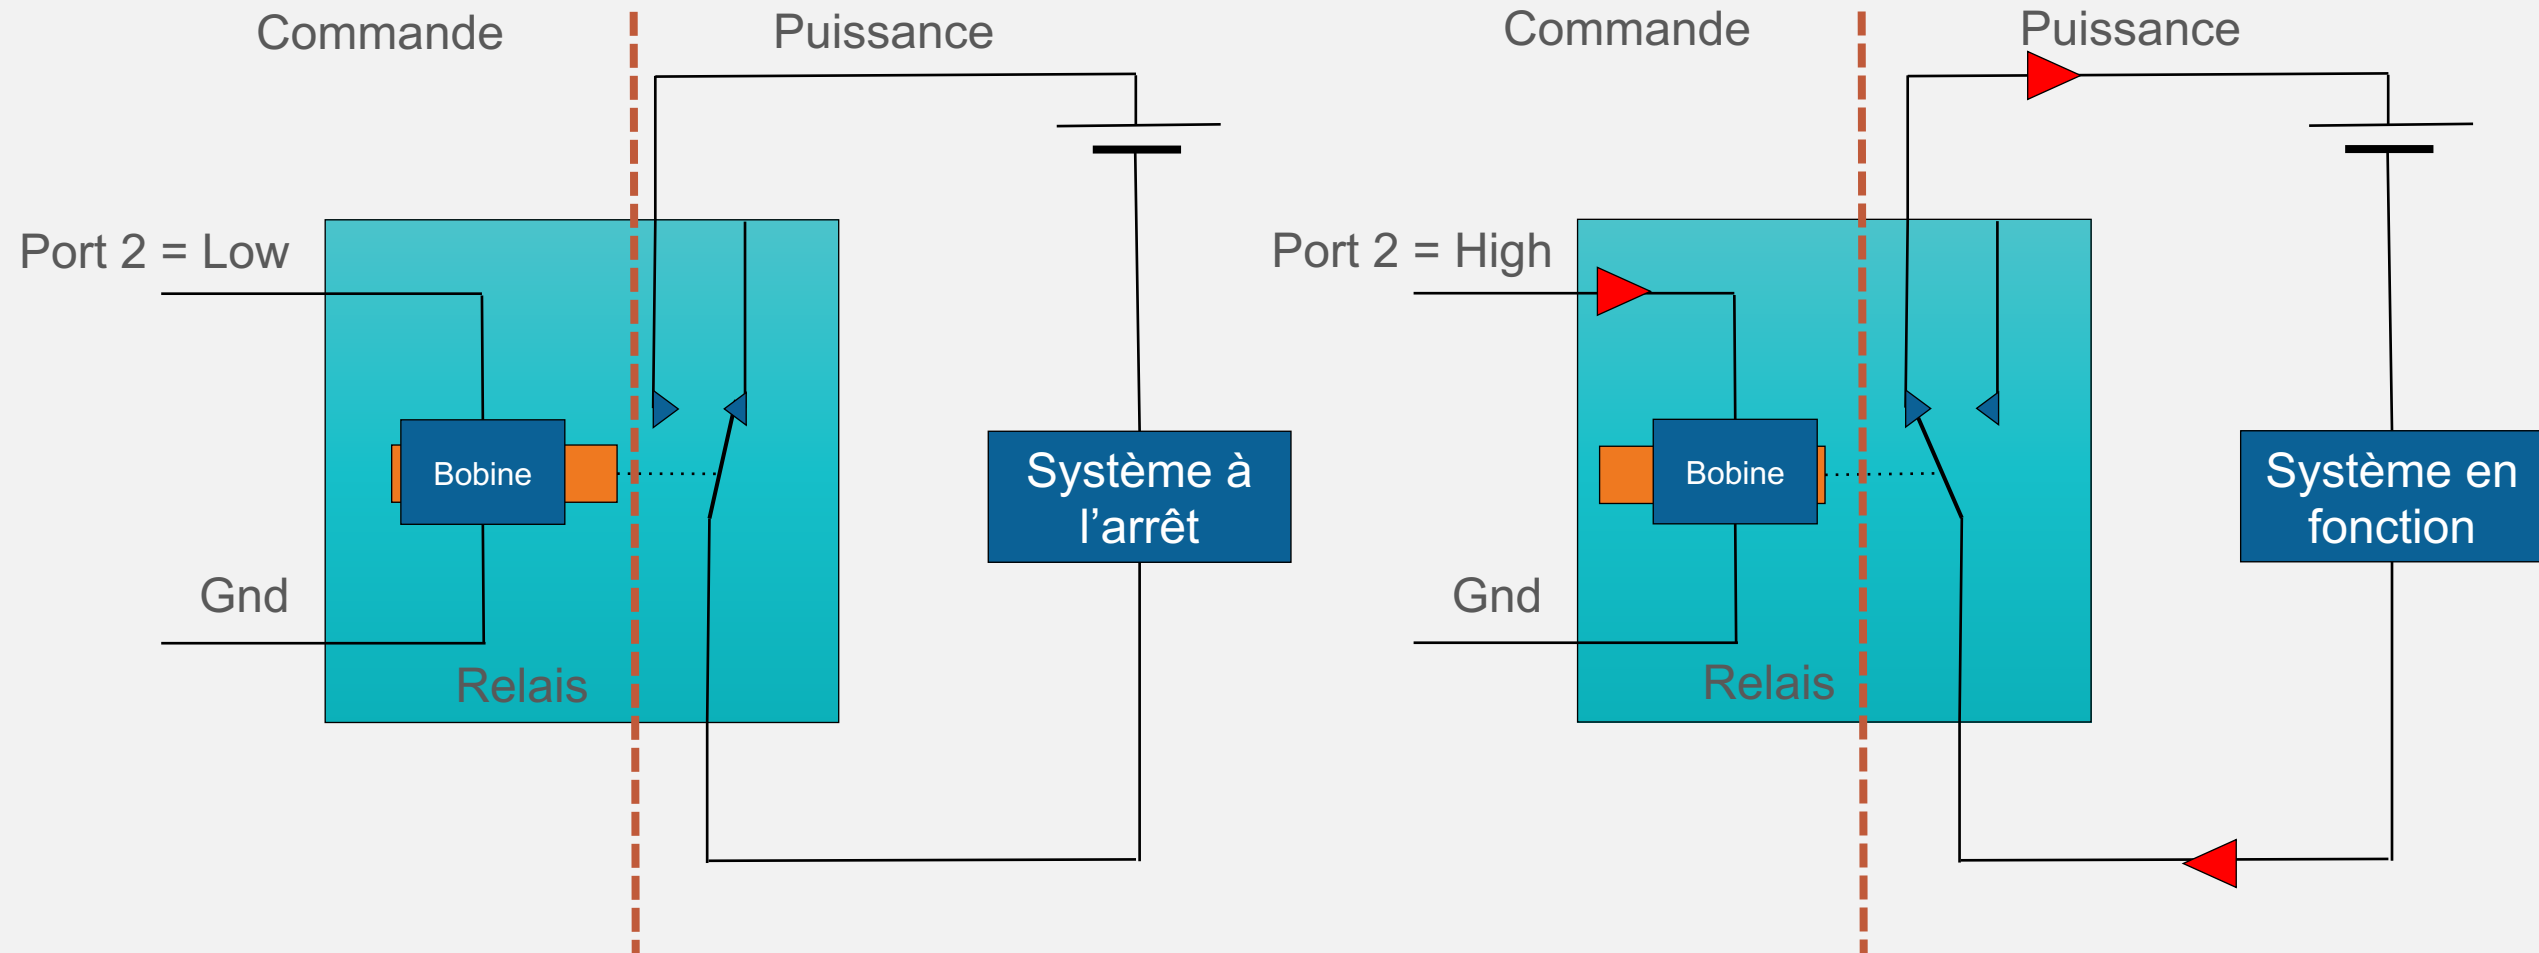 Commande
Puissance
Port 2 = Low
Bobine
Système à
l’arrêt
Gnd
Relais
Commande
Puissance
Port 2 = High
Bobine
Système en
fonction
Gnd
Relais